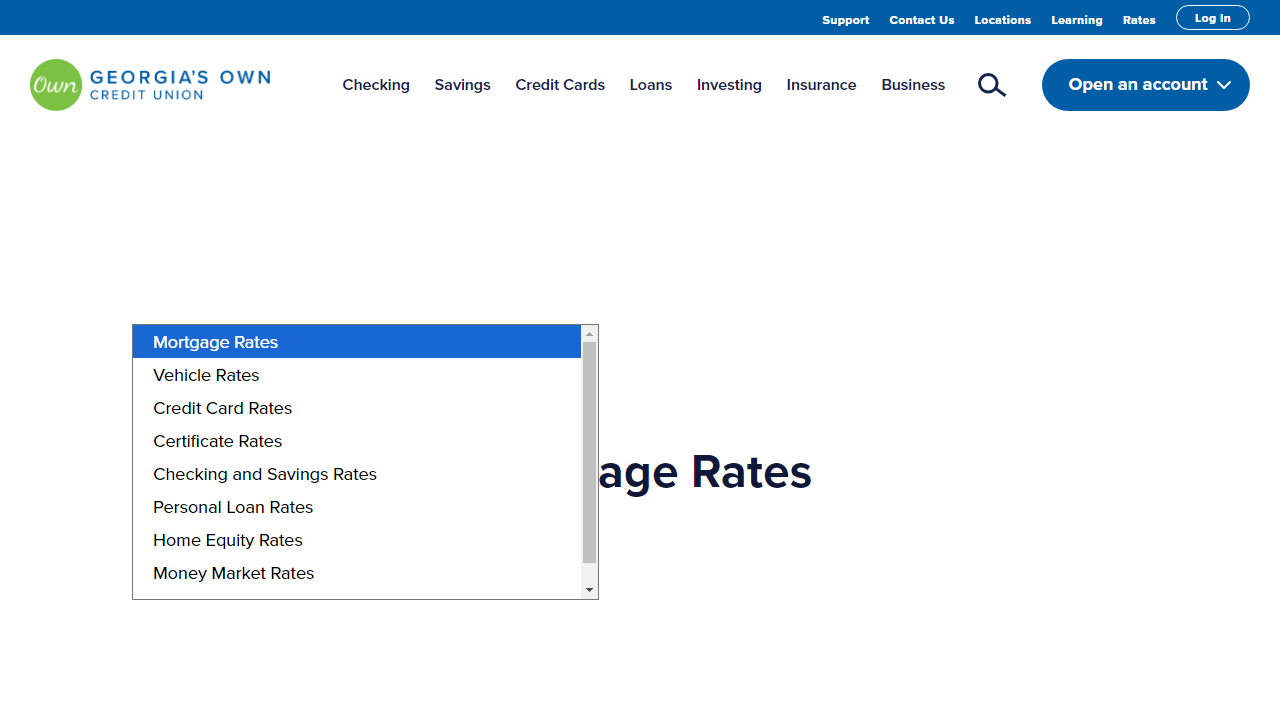 Support Contact Us Locations Learning Rates Log In
Own GEORGIA'S OWN
CREDIT UNION
Checking Savings Credit Cards Loans Investing Insurance Business Open an account
Mortgage Rates
Vehicle Rates
Credit Card Rates
Certificate Rates
Checking and Savings Rates
age Rates
Personal Loan Rates
Home Equity Rates
Money Market Rates